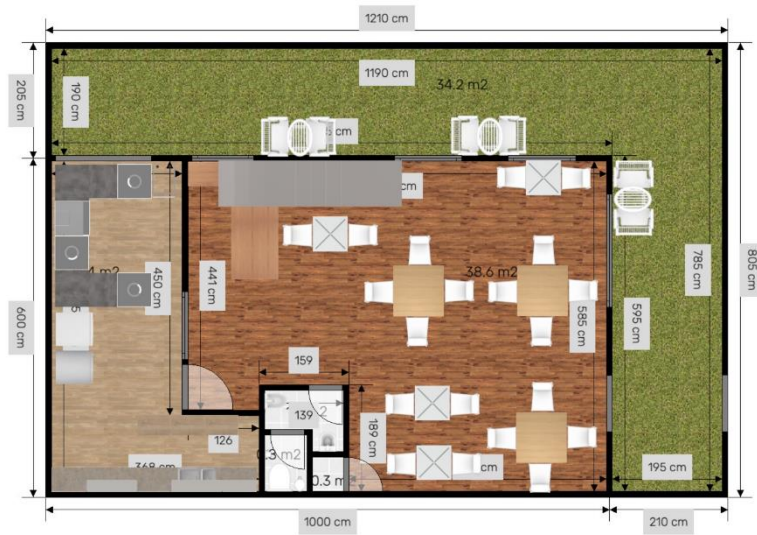 1210 cm
1190 cm
34.2 m2
205 cm
190 cm
450 cm
441 cm
38.6 m2
585 cm
595 cm
785 cm
805 cm
600 cm
159
139
189 cm
126
368 cm
0.3 m2
195 cm
1000 cm
210 cm